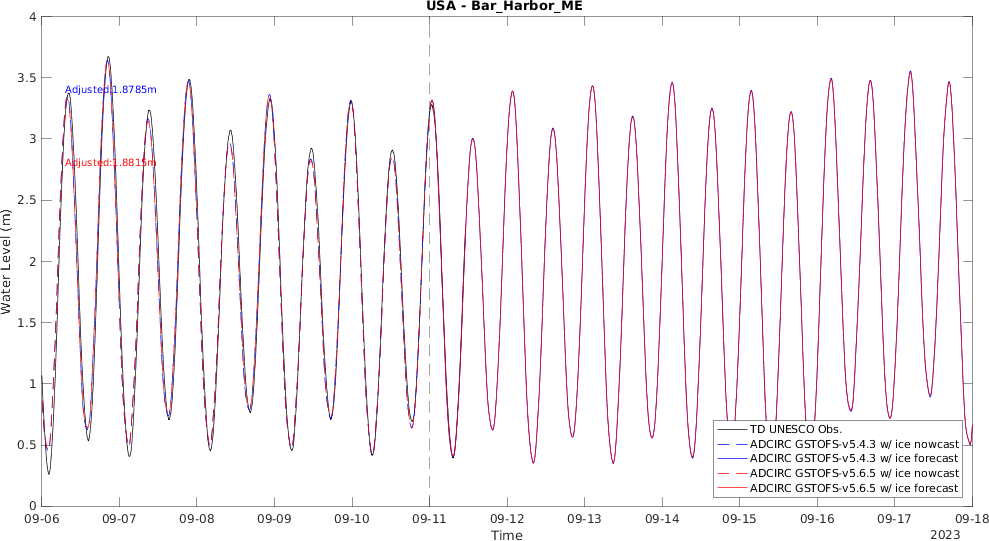 USA - Bar_Harbor_ME
4
3.5
3
2.5
2
1.5
1
0.5
0
Water Level (m)
Adjusted:1.8785m
Adjusted:1.8815m
TD UNESCO Obs.
ADCIRC GSTOFS-v5.4.3 w/ ice nowcast
ADCIRC GSTOFS-v5.4.3 w/ ice forecast
ADCIRC GSTOFS-v5.6.5 w/ ice nowcast
ADCIRC GSTOFS-v5.6.5 w/ ice forecast
09-06 09-07 09-08 09-09 09-10 09-11 09-12 09-13 09-14 09-15 09-16 09-17 09-18
Time
2023